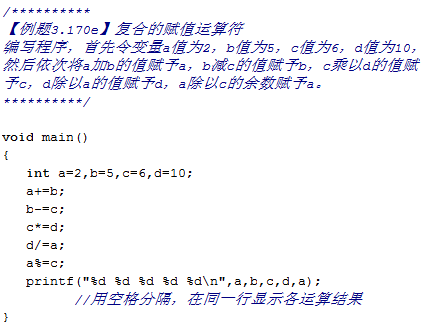 /**********
【例题3.170e】复合的赋值运算符
编写程序，首先令变量a值为2，b值为5，c值为6，d值为10，
然后依次将a加b的值赋予a，b减c的值赋予b，c乘以d的值赋
予c，d除以a的值赋予d，a除以c的余数赋予a。
**********/
void main()
{
int a=2,b=5,c=6,d=10;
a+=b;
b-=c;
c*=d;
d/=a;
a%=c;
printf("%d %d %d %d %d\n",a,b,c,d,a);
//用空格分隔，在同一行显示各运算结果
}